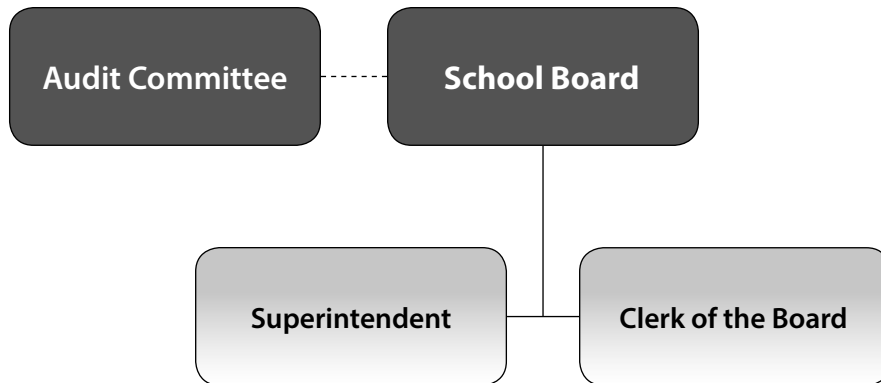 Audit Committee
School Board
Superintendent
Clerk of the Board